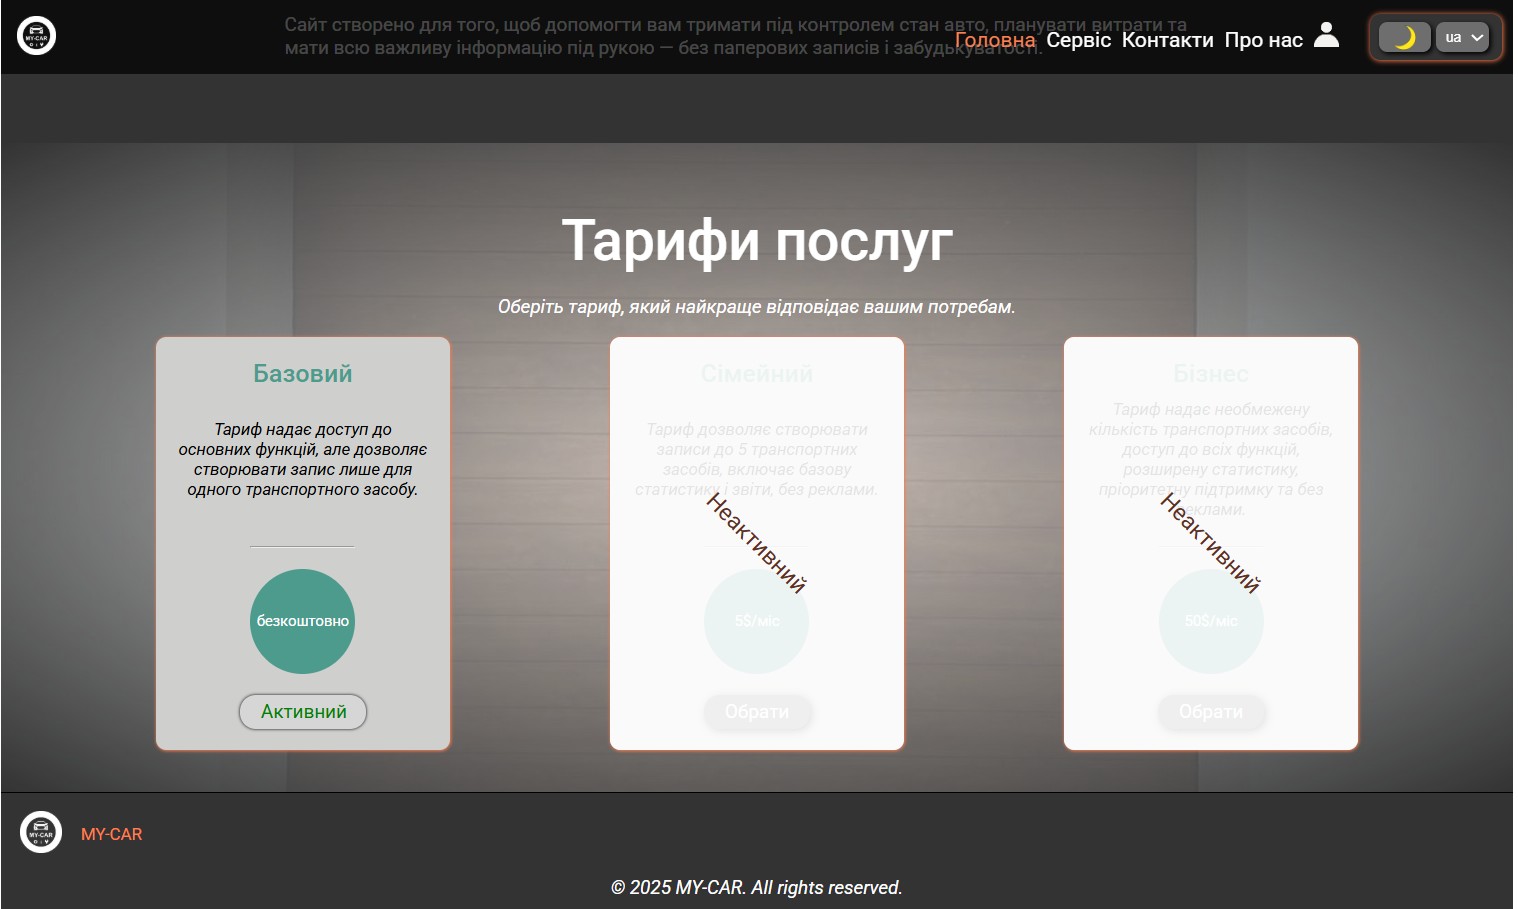 Сайт створено для того, щоб допомогти вам тримати під контролем стан авто, планувати витрати та
мати всю важливу інформацію під рукою — без паперових записів і забудькуватості.
MY-CAR
Головна Сервіс Контакти Про нас
ua
Тарифи послуг
Оберіть тариф, який найкраще відповідає вашим потребам.
Базовий
Тариф надає доступ до
основних функцій, але дозволяє
створювати запис лише для
одного транспортного засобу.
безкоштовно
Активний
Сімейний
Тариф дозволяє створювати
записи до 5 транспортних
засобів, включає базову
статистику і звіти, без реклами.
Неактивний
5$/міс
Обрати
Бізнес
Тариф надає необмежену
кількість транспортних засобів,
доступ до всіх функцій,
розширену статистику,
пріоритетну підтримку та без
реклами.
Неактивний
50$/міс
Обрати
MY-CAR
MY-CAR
© 2025 MY-CAR. All rights reserved.